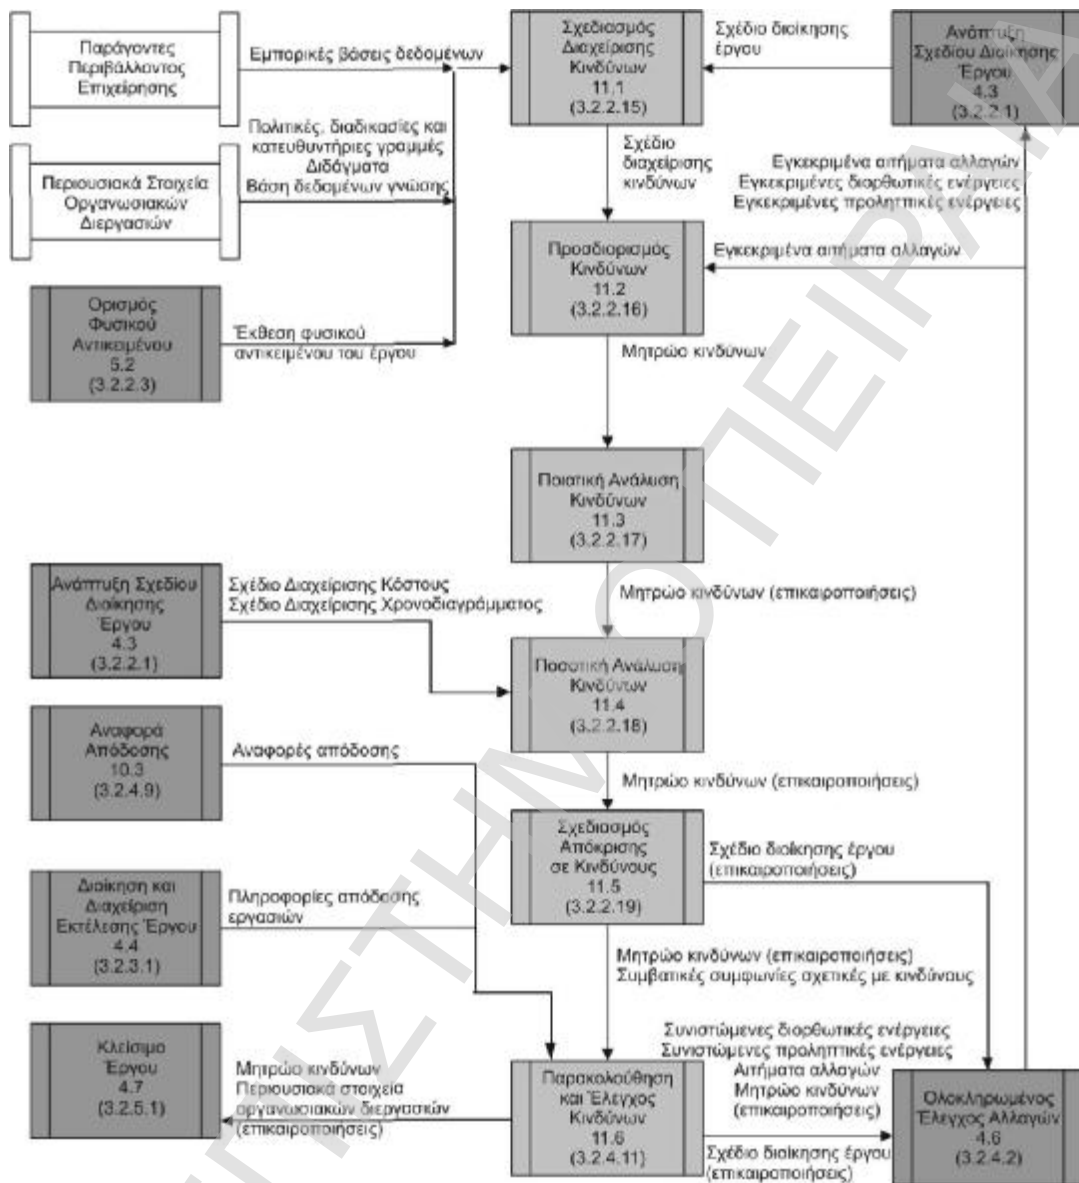 Παράγοντες
Περιβάλλοντος
Επιχείρησης
Εμπορικές βάσεις δεδομένων
Σχεδιασμός
Διαχείρισης
Κινδύνων
11.1
(3.2.2.15)
Σχέδιο διοίκησης
έργου
Ανάπτυξη
Σχεδίου Διοίκησης
Έργου
4.3
(3.2.2.1)
Πολιτικές, διαδικασίες και
κατευθυντήριες γραμμές
Διδάγματα
Βάση δεδομένων γνώσης
Περιουσιακά Στοιχεία
Οργανωσιακών
Διεργασιών
Σχέδιο
διαχείρισης
κινδύνων
Εγκεκριμένα αιτήματα αλλαγών
Εγκεκριμένες διορθωτικές ενέργειες
Εγκεκριμένες προληπτικές ενέργειες
Προσδιορισμός
Κινδύνων
11.2
(3.2.2.16)
Εγκεκριμένα αιτήματα αλλαγών
Ορισμός
Φυσικού
Αντικειμένου
5.2
(3.2.2.3)
Έκθεση φυσικού
αντικειμένου του έργου
Μητρώο κινδύνων
Ποιοτική Ανάλυση
Κινδύνων
11.3
(3.2.2.17)
Ανάπτυξη Σχεδίου
Διοίκησης
Έργου
4.3
(3.2.2.1)
Σχέδιο Διαχείρισης Κόστους
Σχέδιο Διαχείρισης Χρονοδιαγράμματος
Μητρώο κινδύνων (επικαιροποιήσεις)
Ποσοτική Ανάλυση
Κινδύνων
11.4
(3.2.2.18)
Αναφορά
Απόδοσης
10.3
(3.2.4.9)
Αναφορές απόδοσης
Μητρώο κινδύνων (επικαιροποιήσεις)
Σχεδιασμός
Απόκρισης
σε Κινδύνους
11.5
(3.2.2.19)
Σχέδιο διοίκησης έργου
(επικαιροποιήσεις)
Διοίκηση και
Διαχείριση
Εκτέλεσης Έργου
4.4
(3.2.3.1)
Πληροφορίες απόδοσης
εργασιών
Μητρώο κινδύνων (επικαιροποιήσεις)
Συμβατικές συμφωνίες σχετικές με κινδύνους
Κλείσιμο
Έργου
4.7
(3.2.5.1)
Μητρώο κινδύνων
Περιουσιακά στοιχεία
οργανωσιακών διεργασιών
(επικαιροποιήσεις)
Παρακολούθηση
και Έλεγχος
Κινδύνων
11.6
(3.2.4.11)
Συνιστώμενες διορθωτικές ενέργειες
Συνιστώμενες προληπτικές ενέργειες
Αιτήματα αλλαγών
Μητρώο κινδύνων
(επικαιροποιήσεις)
Σχέδιο διοίκησης έργου
(επικαιροποιήσεις)
Ολοκληρωμένος
Έλεγχος Αλλαγών
4.6
(3.2.4.2)